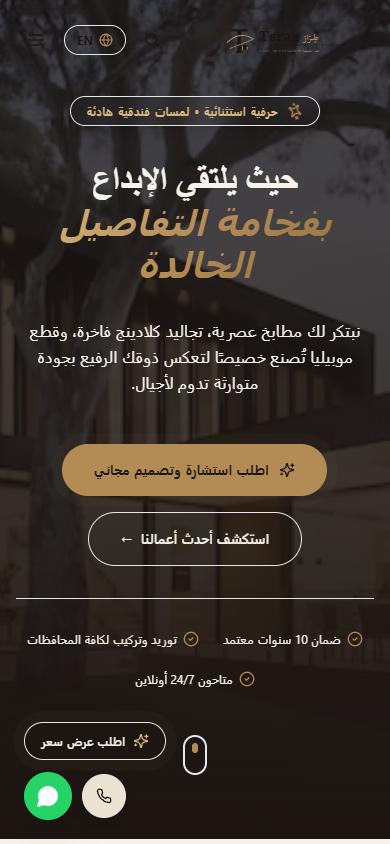 EN
طراز
حرفية استثنائية • لمسات فندقية هادئة
حيث يلتقي الإبداع
بفخامة التفاصيل
الخالدة
نبتكر لك مطابخ عصرية، تجاليد كلادينج فاخرة، وقطع
موبيليا تُصنع خصيصًا لتعكس ذوقك الرفيع بجودة
متوارثة تدوم لأجيال.
اطلب استشارة وتصميم مجاني
استكشف أحدث أعمالنا ←
ضمان 10 سنوات معتمد
توريد وتركيب لكافة المحافظات
متاحون 24/7 أونلاين
اطلب عرض سعر